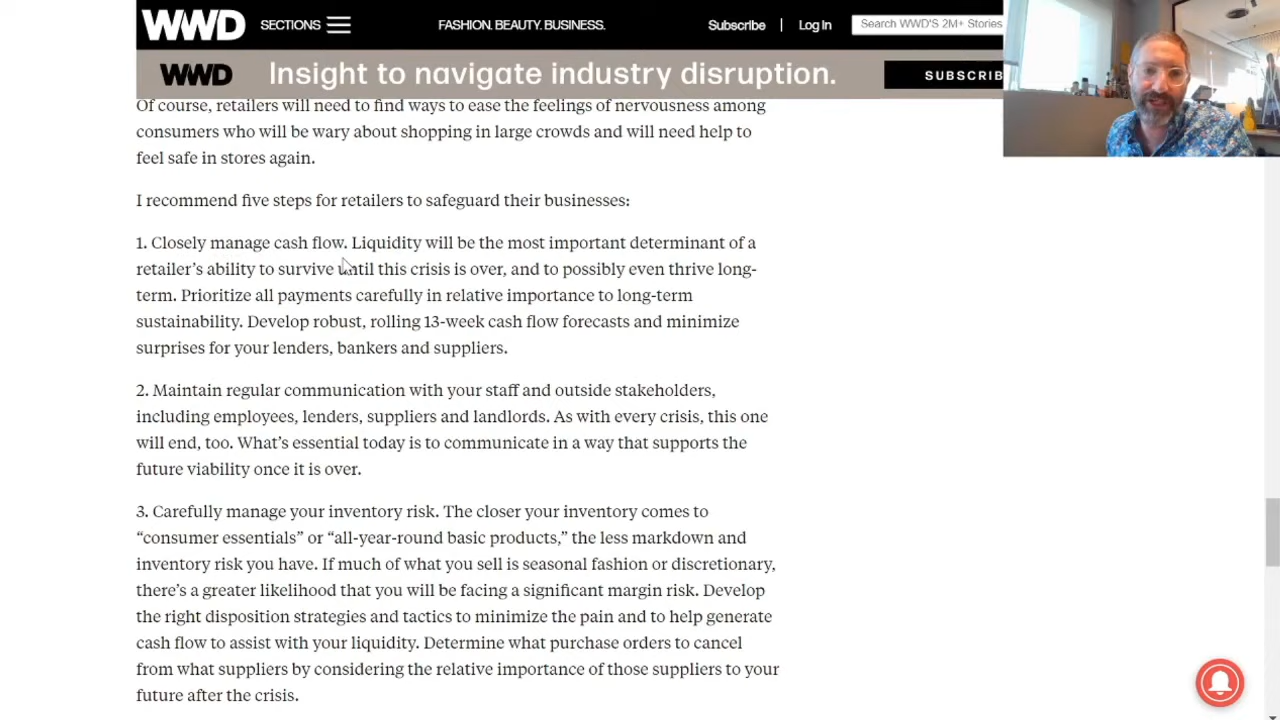 WWD SECTIONS FASHION. BEAUTY. BUSINESS. Subscribe | Log In Search WWD'S 2M+ Stories
WWD Insight to navigate industry disruption. SUBSCRIB
Of course, retailers will need to find ways to ease the feelings of nervousness among
consumers who will be wary about shopping in large crowds and will need help to
feel safe in stores again.
I recommend five steps for retailers to safeguard their businesses:
1. Closely manage cash flow. Liquidity will be the most important determinant of a
retailer’s ability to survive until this crisis is over, and to possibly even thrive long-
term. Prioritize all payments carefully in relative importance to long-term
sustainability. Develop robust, rolling 13-week cash flow forecasts and minimize
surprises for your lenders, bankers and suppliers.
2. Maintain regular communication with your staff and outside stakeholders,
including employees, lenders, suppliers and landlords. As with every crisis, this one
will end, too. What’s essential today is to communicate in a way that supports the
future viability once it is over.
3. Carefully manage your inventory risk. The closer your inventory comes to
“consumer essentials” or “all-year-round basic products,” the less markdown and
inventory risk you have. If much of what you sell is seasonal fashion or discretionary,
there’s a greater likelihood that you will be facing a significant margin risk. Develop
the right disposition strategies and tactics to minimize the pain and to help generate
cash flow to assist with your liquidity. Determine what purchase orders to cancel
from what suppliers by considering the relative importance of those suppliers to your
future after the crisis.